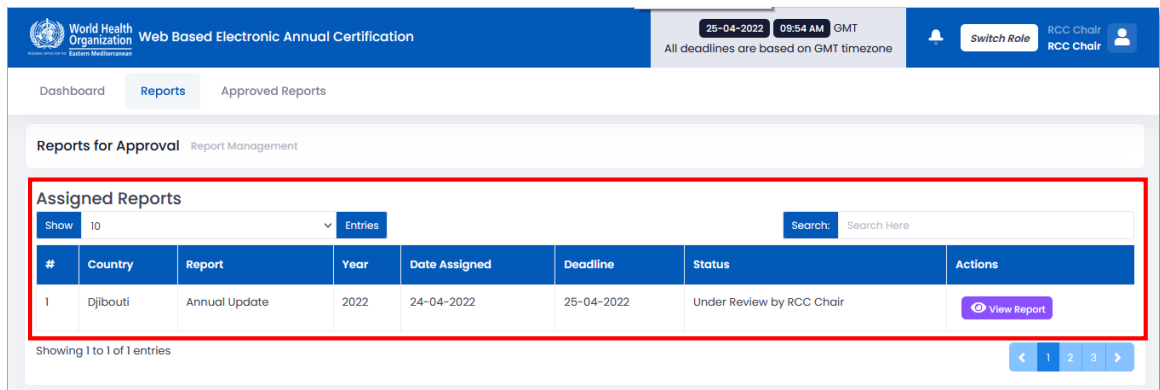 World Health
Organization
REGIONAL OFFICE FOR THE Eastern Mediterranean
Web Based Electronic Annual Certification
25-04-2022 09:54 AM GMT
All deadlines are based on GMT timezone
Switch Role
RCC Chair
RCC Chair
Dashboard Reports Approved Reports
Reports for Approval Report Management
Assigned Reports
Show 10 Entries Search: Search Here
# Country Report Year Date Assigned Deadline Status Actions
1 Djibouti Annual Update 2022 24-04-2022 25-04-2022 Under Review by RCC Chair View Report
Showing 1 to 1 of 1 entries
1 2 3